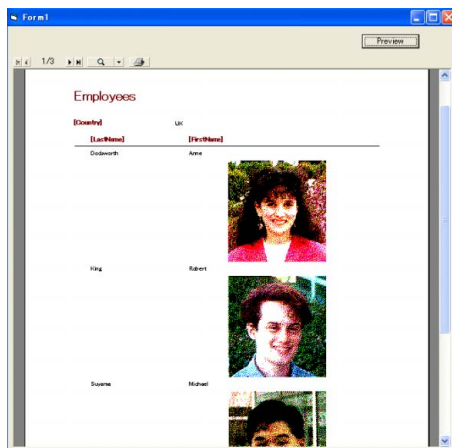 Form1
Preview
1/3
Employees
[Country] UK
[LastName] [FirstName]
Dodsworth Anne
King Robert
Suyama Michael